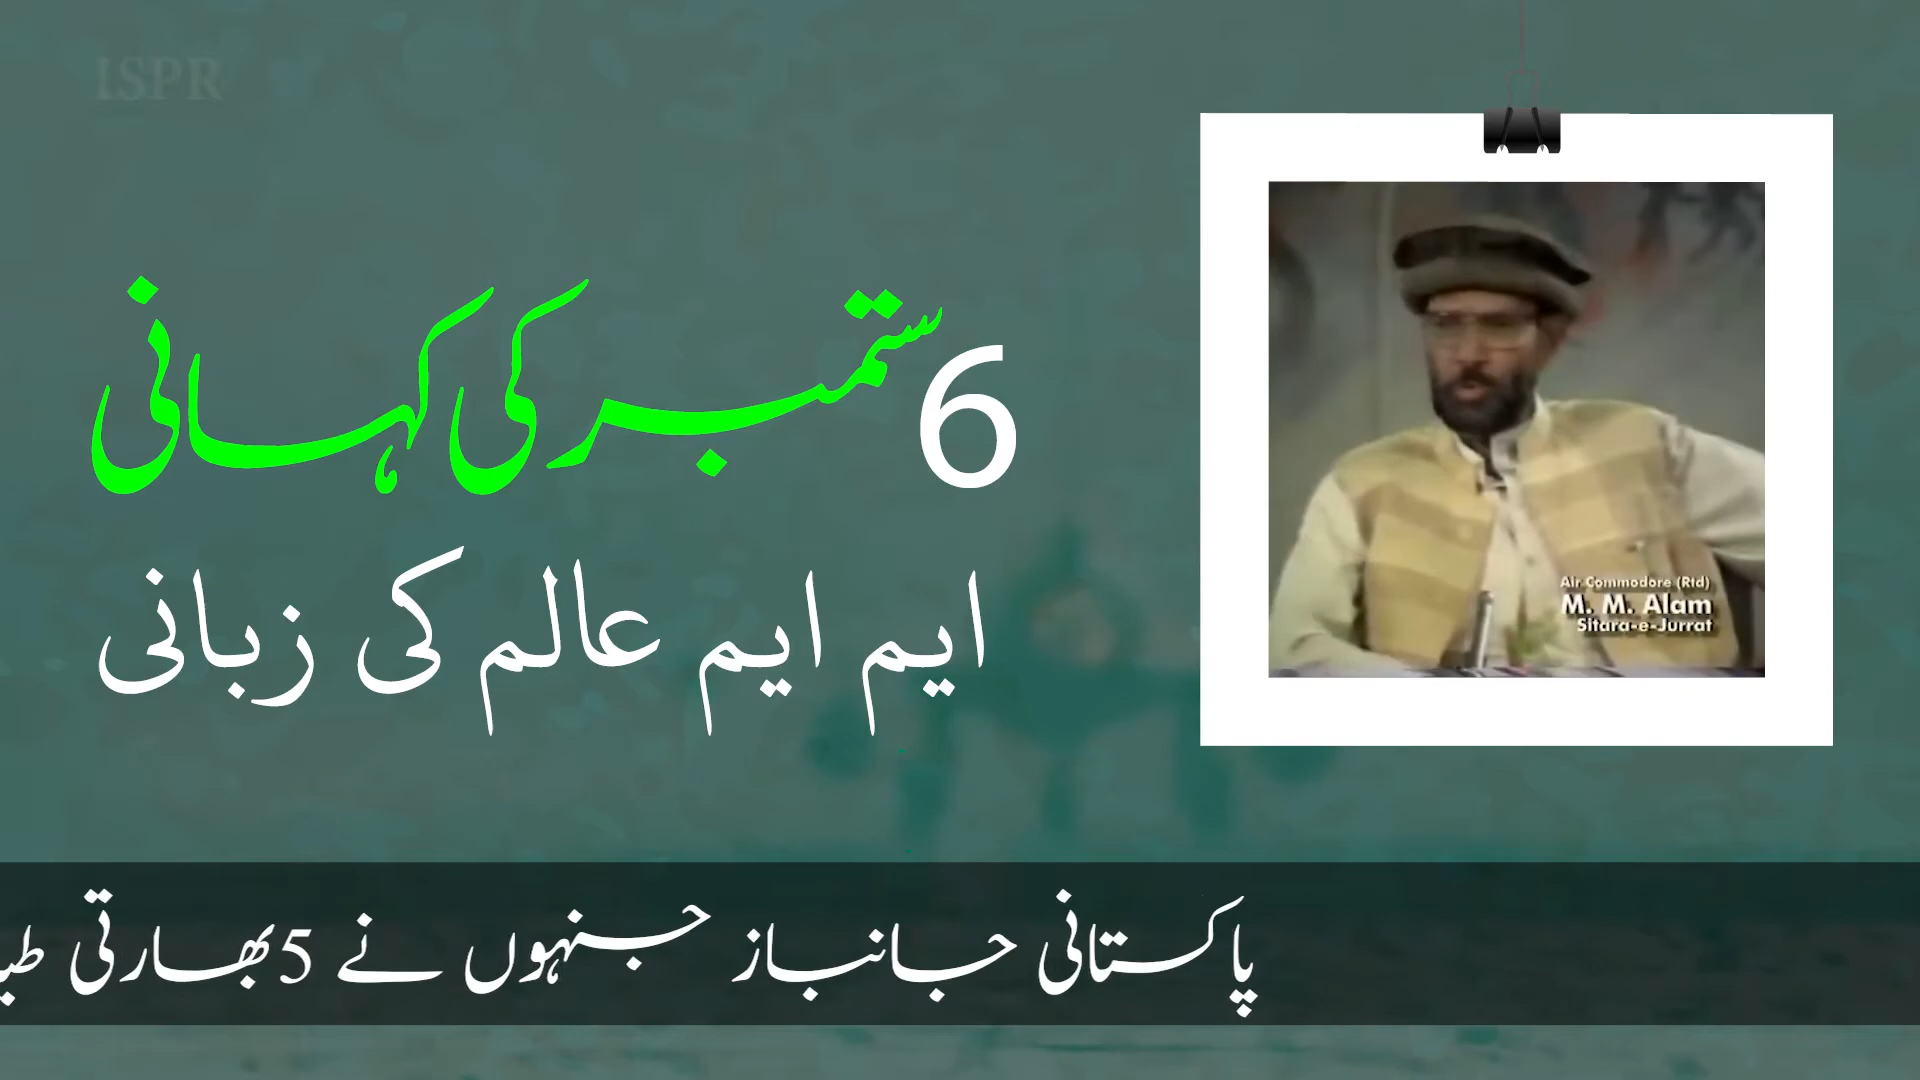 ISPR
6 ستمبر کی کہانی
ایم ایم عالم کی زبانی
Air Commodore (Rtd)
M. M. Alam
Sitara-e-Jurrat
پاکستانی جانباز جنہوں نے 5 بھارتی